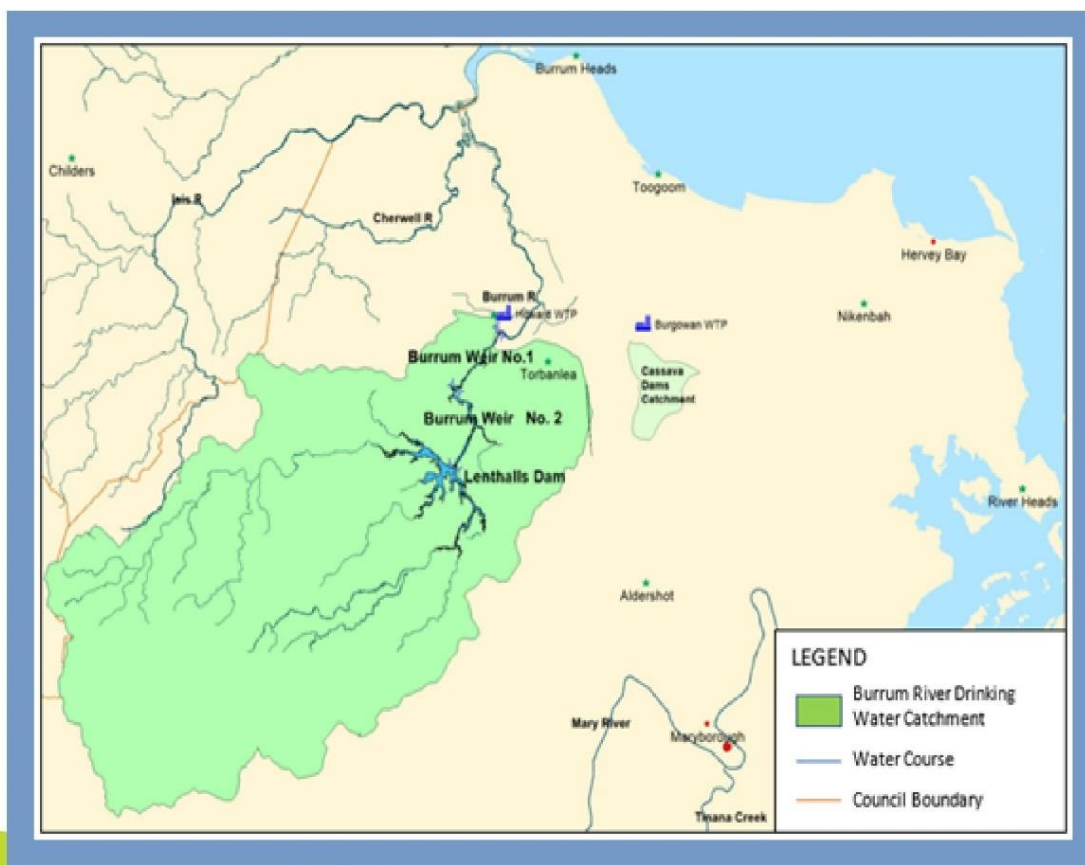 Burrum Heads
Childers
Toogoom
Isis R
Cherwell R
Hervey Bay
Burrum R
Howard WTP
Nikenbah
Burgowan WTP
Burrum Weir No.1
Torbanlea
Cassava
Dams
Catchment
Burrum Weir No. 2
Lenthalls Dam
River Heads
Aldershot
Mary River
Maryborough
Tinana Creek
LEGEND
Burrum River Drinking
Water Catchment
Water Course
Council Boundary